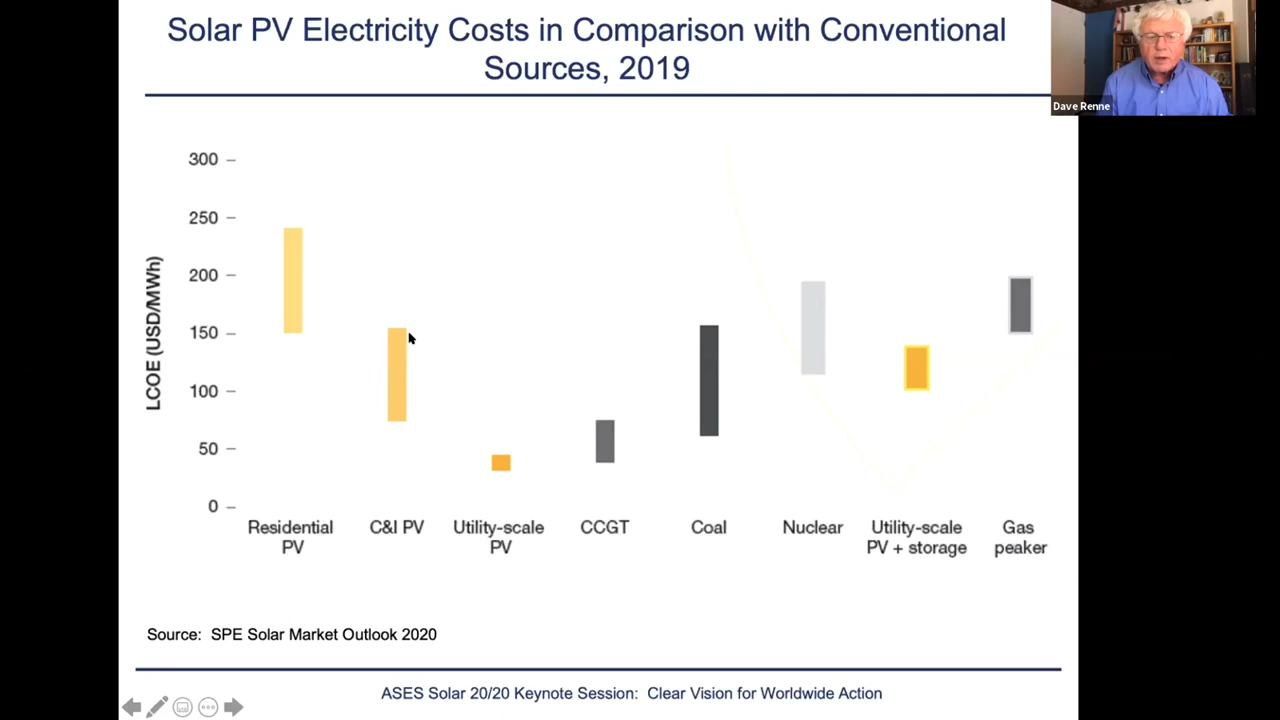 Solar PV Electricity Costs in Comparison with Conventional
Sources, 2019
Dave Renne
LCOE (USD/MWh)
300
250
200
150
100
50
0
Residential
PV
C&I PV
Utility-scale
PV
CCGT
Coal
Nuclear
Utility-scale
PV + storage
Gas
peaker
Source: SPE Solar Market Outlook 2020
ASES Solar 20/20 Keynote Session: Clear Vision for Worldwide Action